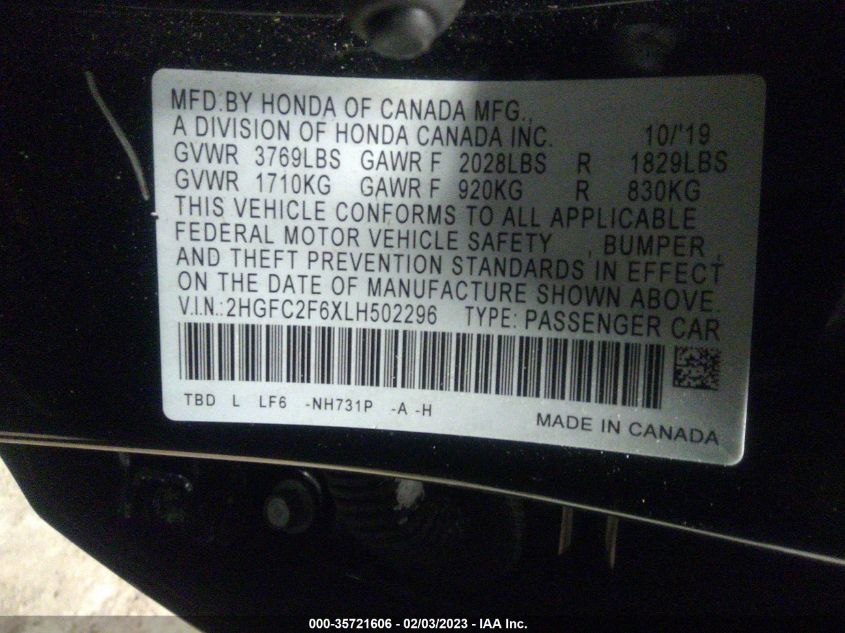 MFD.BY HONDA OF CANADA MFG.,
A DIVISION OF HONDA CANADA INC. 10/'19
GVWR 3769LBS GAWR F 2028LBS R 1829LBS
GVWR 1710KG GAWR F 920KG R 830KG
THIS VEHICLE CONFORMS TO ALL APPLICABLE
FEDERAL MOTOR VEHICLE SAFETY , BUMPER ,
AND THEFT PREVENTION STANDARDS IN EFFECT
ON THE DATE OF MANUFACTURE SHOWN ABOVE.
V.I.N.:2HGFC2F6XLH502296 TYPE: PASSENGER CAR
TBD L LF6 -NH731P -A -H
MADE IN CANADA
000-35721606 - 02/03/2023 - IAA Inc.